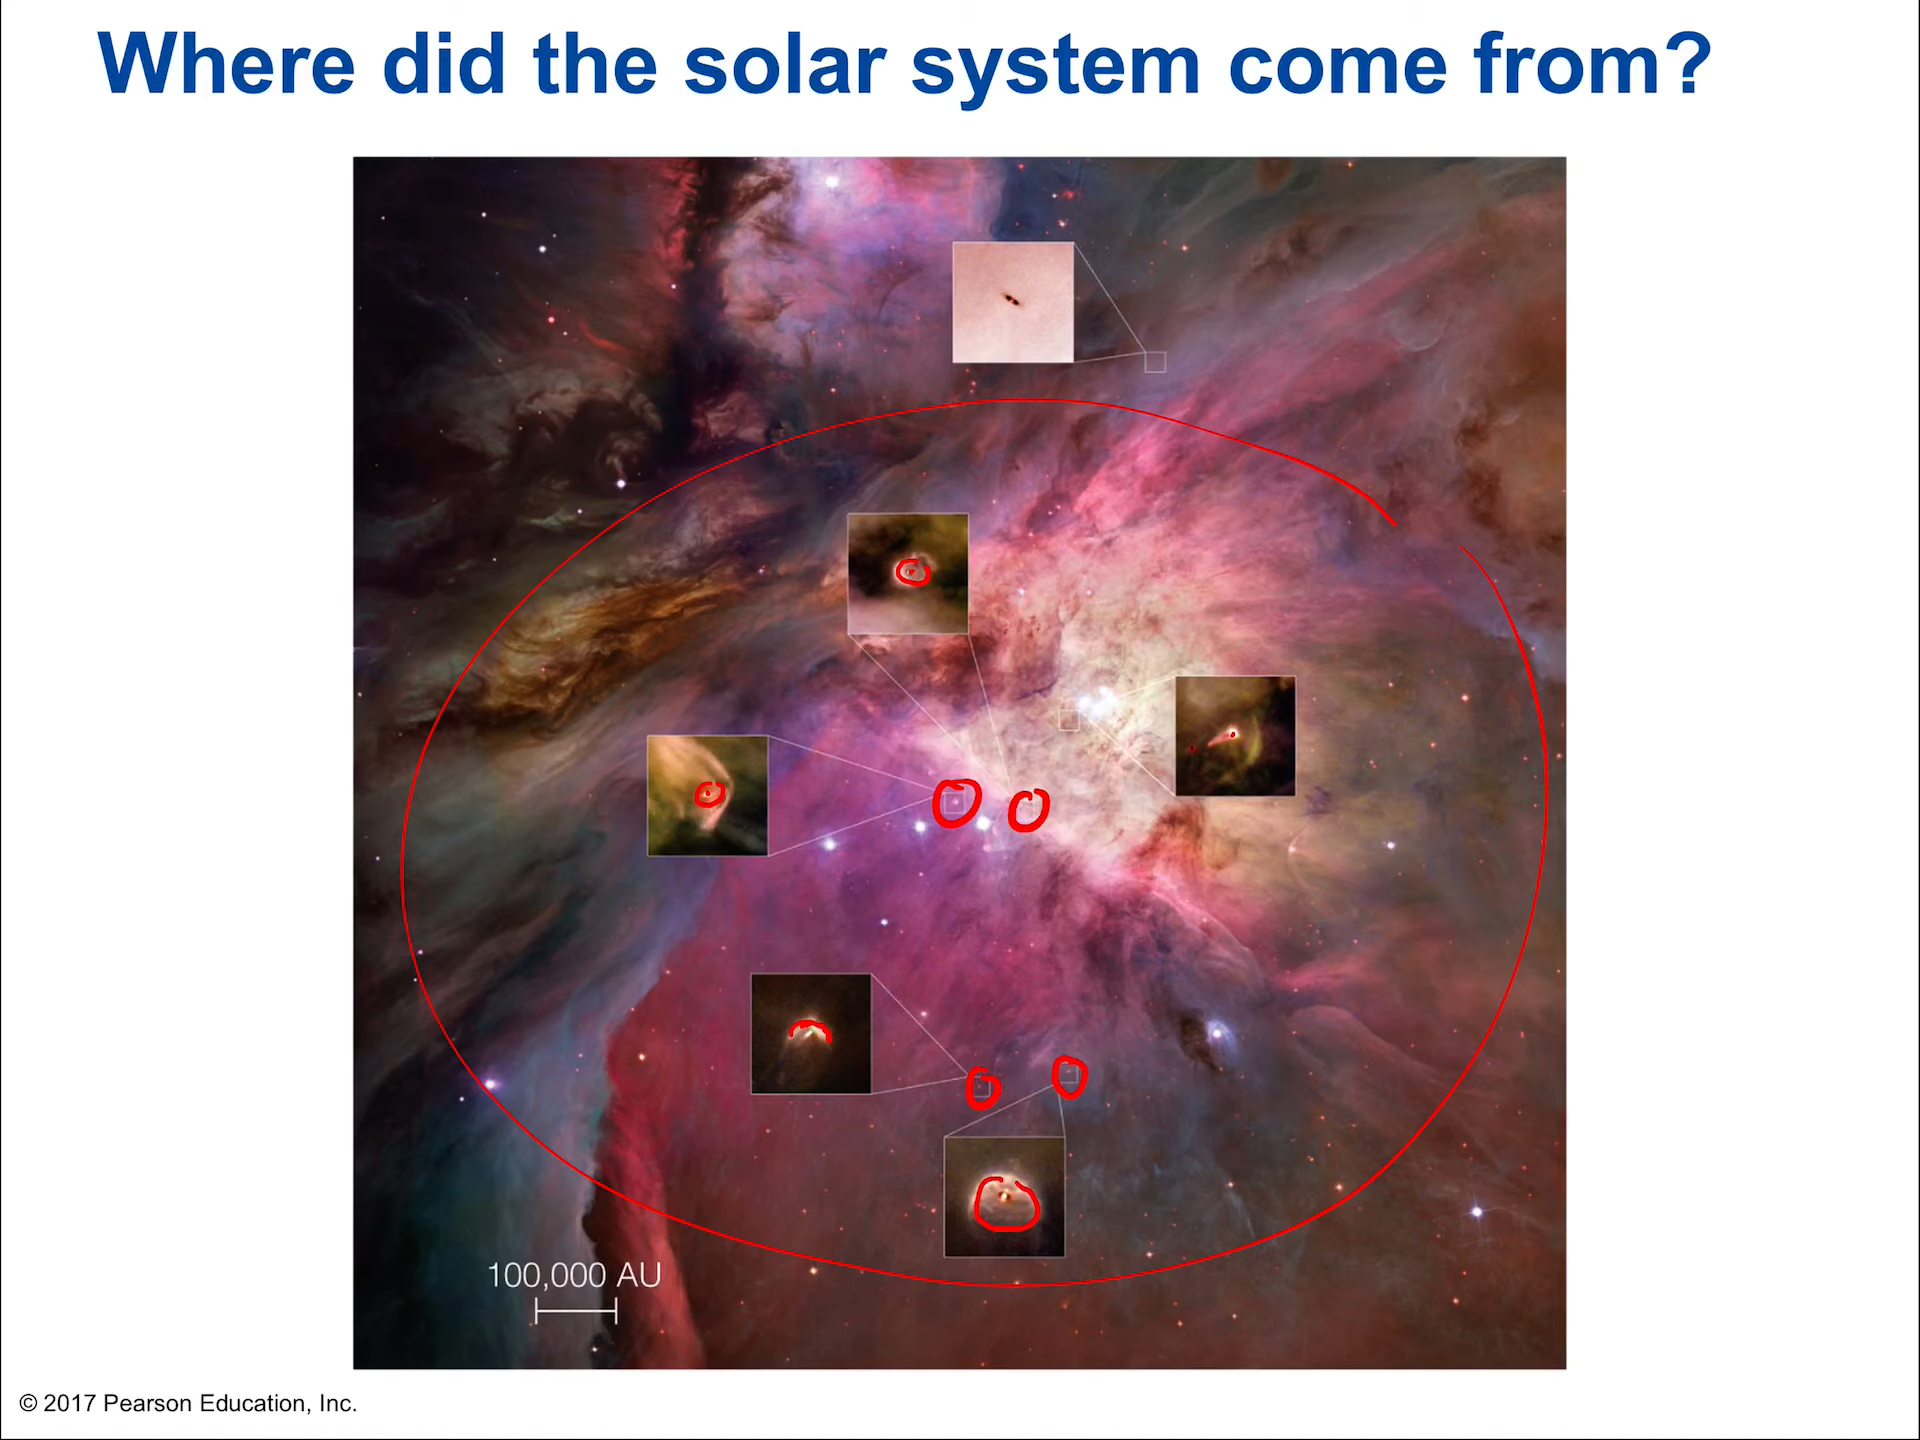 Where did the solar system come from?
100,000 AU
© 2017 Pearson Education, Inc.